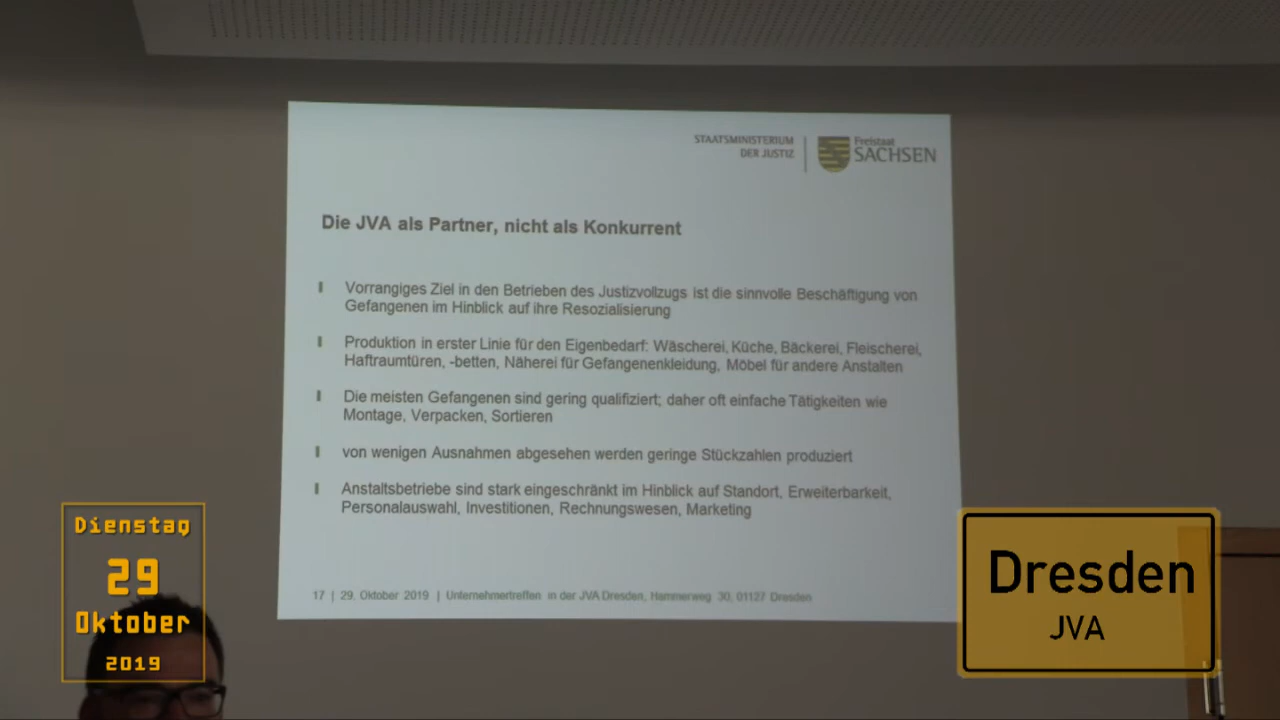 STAATSMINISTERIUM
DER JUSTIZ
Freistaat
SACHSEN
Die JVA als Partner, nicht als Konkurrent
Vorrangiges Ziel in den Betrieben des Justizvollzugs ist die sinnvolle Beschäftigung von
Gefangenen im Hinblick auf ihre Resozialisierung
Produktion in erster Linie für den Eigenbedarf: Wäscherei, Küche, Bäckerei, Fleischerei,
Haftraumtüren, -betten, Näherei für Gefangenenkleidung, Möbel für andere Anstalten
Die meisten Gefangenen sind gering qualifiziert; daher oft einfache Tätigkeiten wie
Montage, Verpacken, Sortieren
von wenigen Ausnahmen abgesehen werden geringe Stückzahlen produziert
Anstaltsbetriebe sind stark eingeschränkt im Hinblick auf Standort, Erweiterbarkeit,
Personalauswahl, Investitionen, Rechnungswesen, Marketing
17 | 29. Oktober 2019 | Unternehmertreffen in der JVA Dresden, Hammerweg 30, 01127 Dresden
Dienstag
29
Oktober
2019
Dresden
JVA